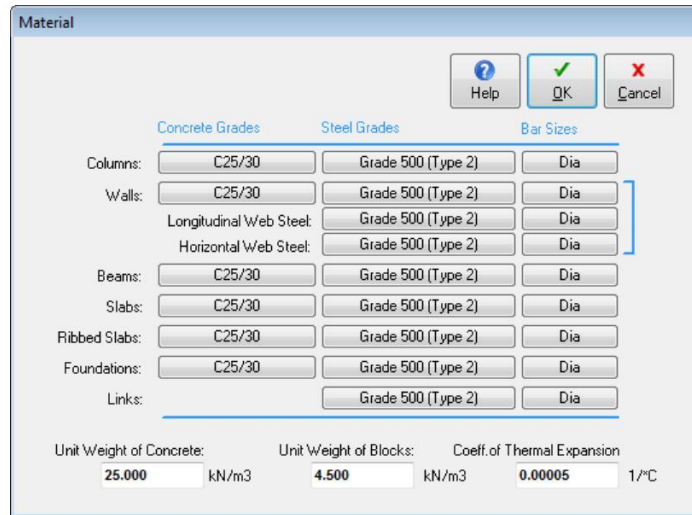 Material
Help OK Cancel
Concrete Grades Steel Grades Bar Sizes
Columns: C25/30 Grade 500 (Type 2) Dia
Walls: C25/30 Grade 500 (Type 2) Dia
Longitudinal Web Steel: Grade 500 (Type 2) Dia
Horizontal Web Steel: Grade 500 (Type 2) Dia
Beams: C25/30 Grade 500 (Type 2) Dia
Slabs: C25/30 Grade 500 (Type 2) Dia
Ribbed Slabs: C25/30 Grade 500 (Type 2) Dia
Foundations: C25/30 Grade 500 (Type 2) Dia
Links: Grade 500 (Type 2) Dia
Unit Weight of Concrete: Unit Weight of Blocks: Coeff.of Thermal Expansion
25.000 kN/m3 4.500 kN/m3 0.00005 1/°C